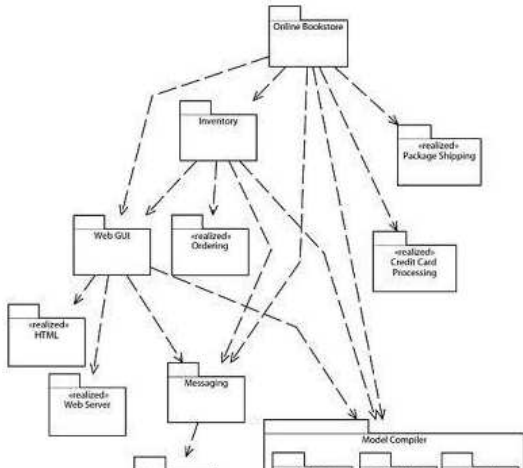 Online Bookstore
Inventory
«realized»
Package Shipping
Web GUI
«realized»
Ordering
«realized»
Credit Card
Processing
«realized»
HTML
«realized»
Web Server
Messaging
Model Compiler